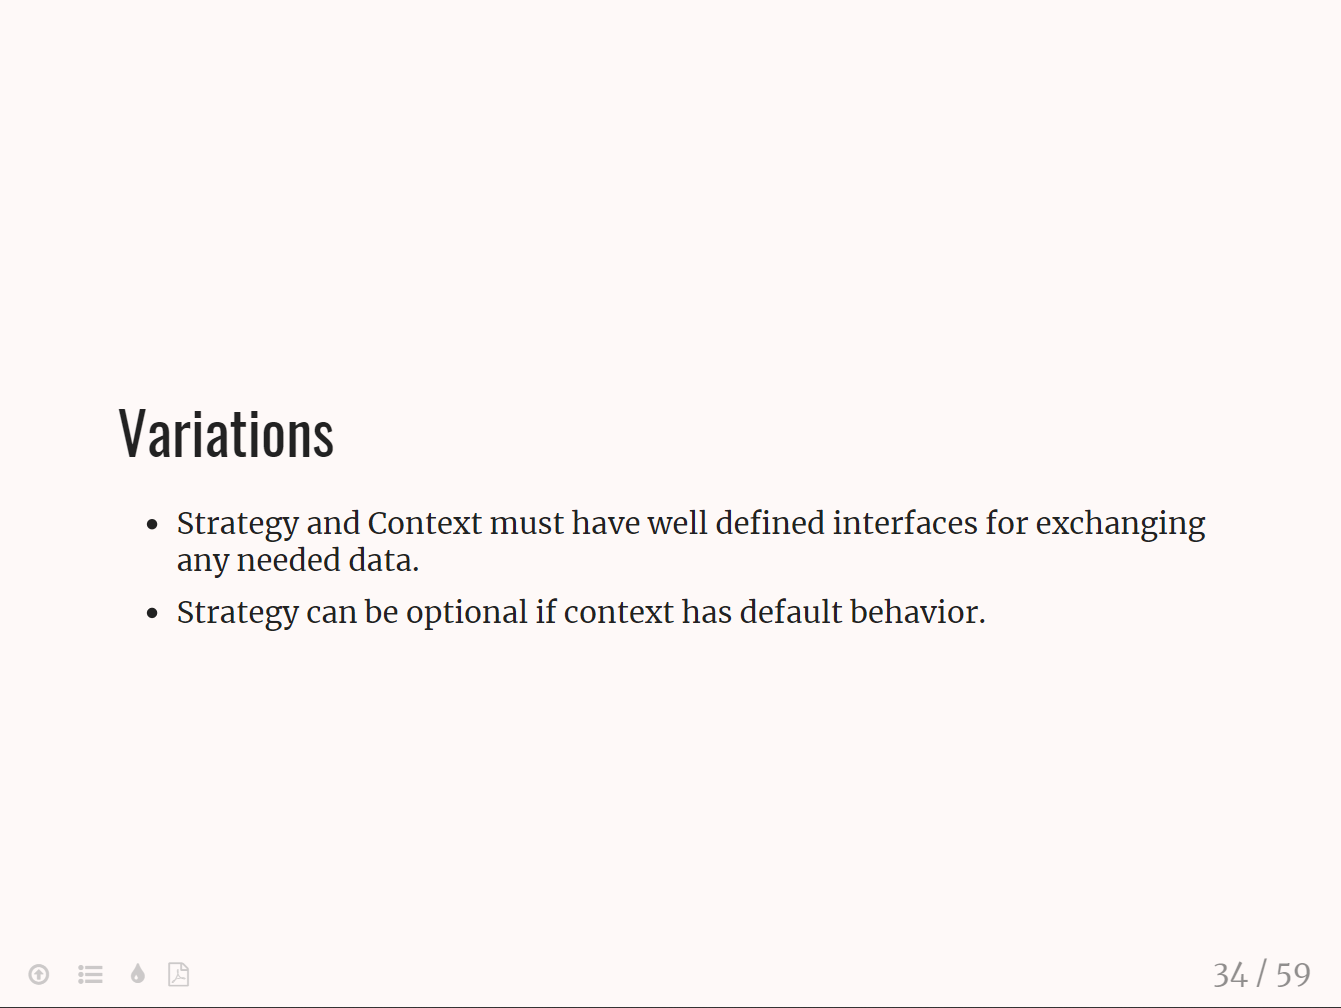 Variations
• Strategy and Context must have well defined interfaces for exchanging
any needed data.
• Strategy can be optional if context has default behavior.
34 / 59